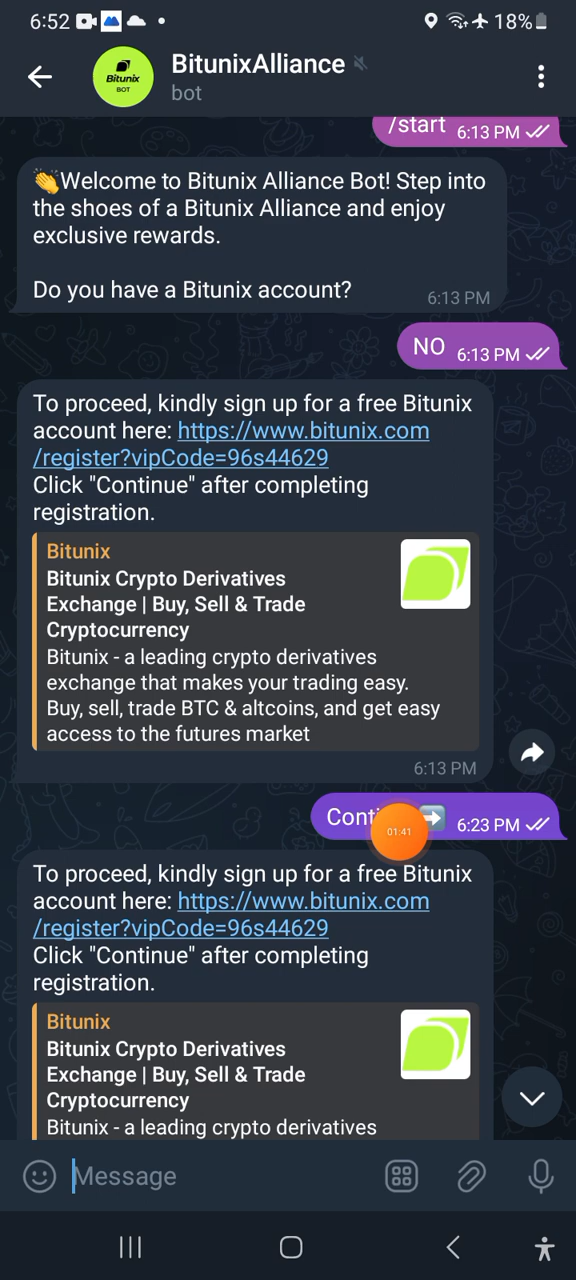 6:52
18%
Bitunix
BOT
BitunixAlliance
bot
/start 6:13 PM
👏Welcome to Bitunix Alliance Bot! Step into
the shoes of a Bitunix Alliance and enjoy
exclusive rewards.
Do you have a Bitunix account?
6:13 PM
NO 6:13 PM
To proceed, kindly sign up for a free Bitunix
account here: https://www.bitunix.com
/register?vipCode=96s44629
Click "Continue" after completing
registration.
Bitunix
Bitunix Crypto Derivatives
Exchange | Buy, Sell & Trade
Cryptocurrency
Bitunix - a leading crypto derivatives
exchange that makes your trading easy.
Buy, sell, trade BTC & altcoins, and get easy
access to the futures market
6:13 PM
Conti ➡️ 6:23 PM
01:41
To proceed, kindly sign up for a free Bitunix
account here: https://www.bitunix.com
/register?vipCode=96s44629
Click "Continue" after completing
registration.
Bitunix
Bitunix Crypto Derivatives
Exchange | Buy, Sell & Trade
Cryptocurrency
Bitunix - a leading crypto derivatives
Message